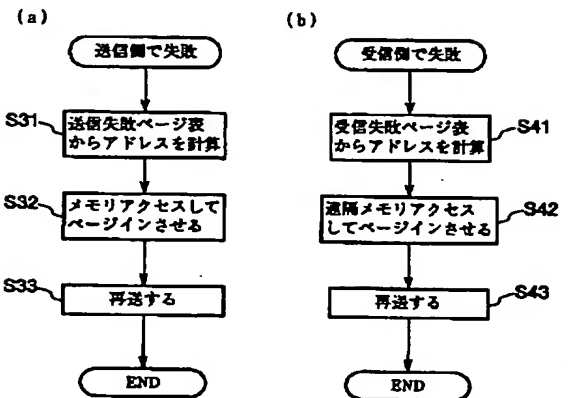 (a)
送信側で失敗
S31
送信失敗ページ表
からアドレスを計算
S32
メモリアクセスして
ページインさせる
S33
再送する
END
(b)
受信側で失敗
S41
受信失敗ページ表
からアドレスを計算
S42
遠隔メモリアクセス
してページインさせる
S43
再送する
END